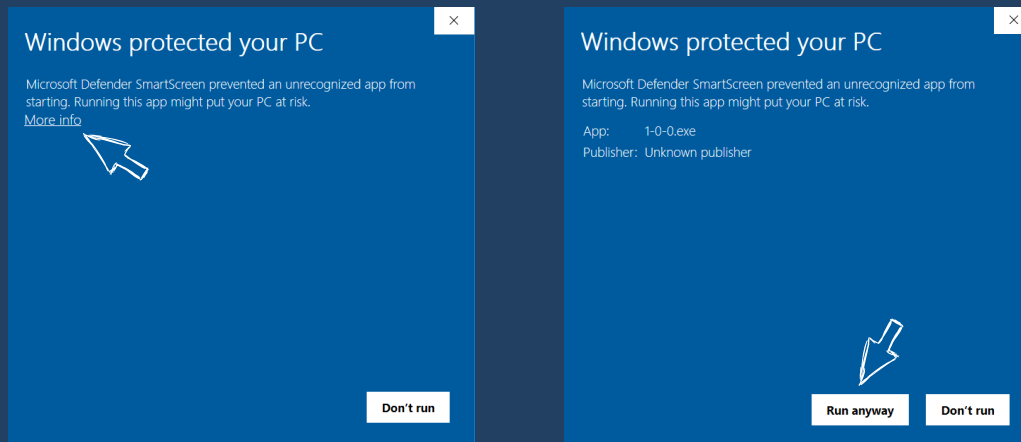 Windows protected your PC
Microsoft Defender SmartScreen prevented an unrecognized app from
starting. Running this app might put your PC at risk.
More info
Don't run
Windows protected your PC
Microsoft Defender SmartScreen prevented an unrecognized app from
starting. Running this app might put your PC at risk.
App: 1-0-0.exe
Publisher: Unknown publisher
Run anyway Don't run